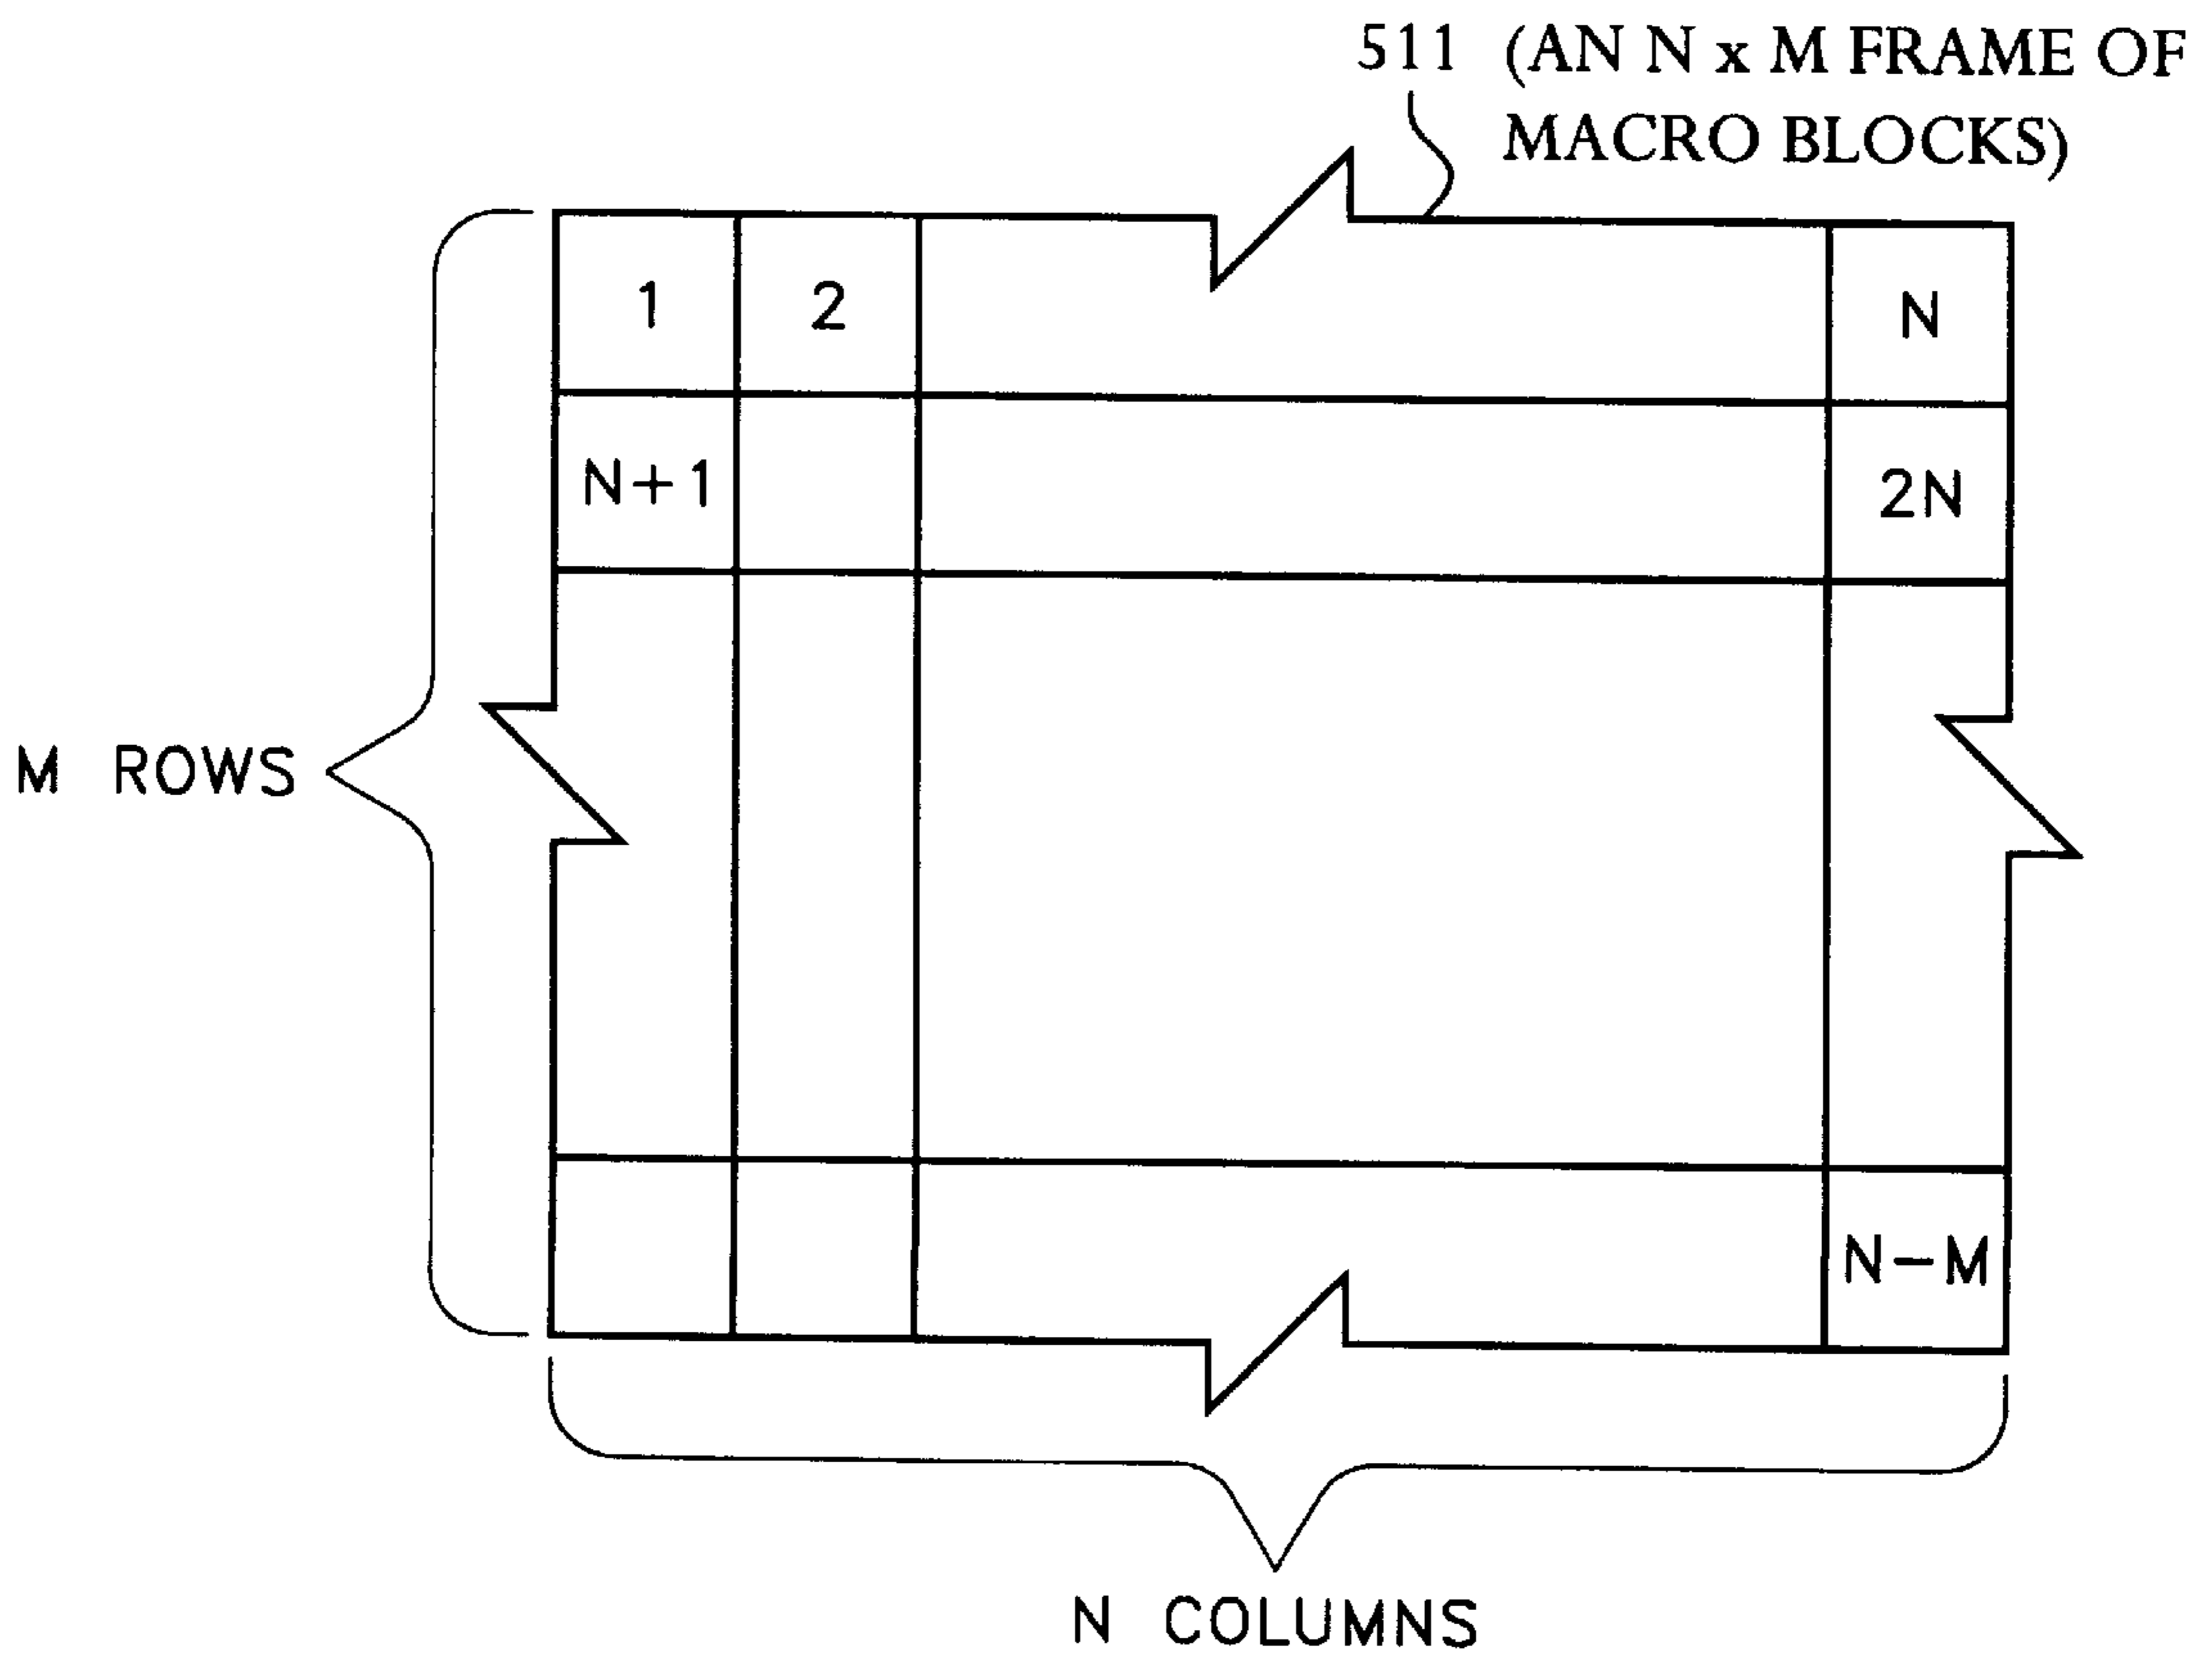 511 (AN N x M FRAME OF
MACRO BLOCKS)
1 2 N
N+1 2N
M ROWS
N-M
N COLUMNS